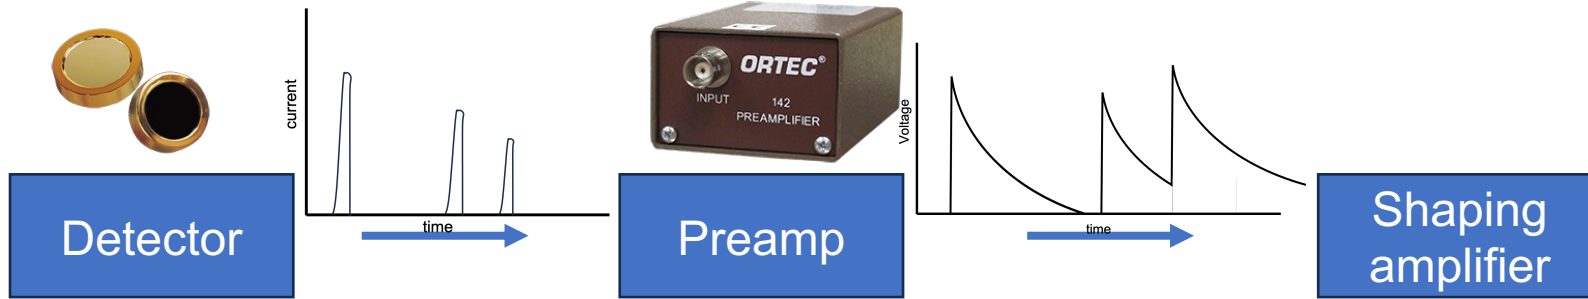 current
time
Detector
ORTEC®
INPUT
142
PREAMPLIFIER
Preamp
Voltage
time
Shaping
amplifier